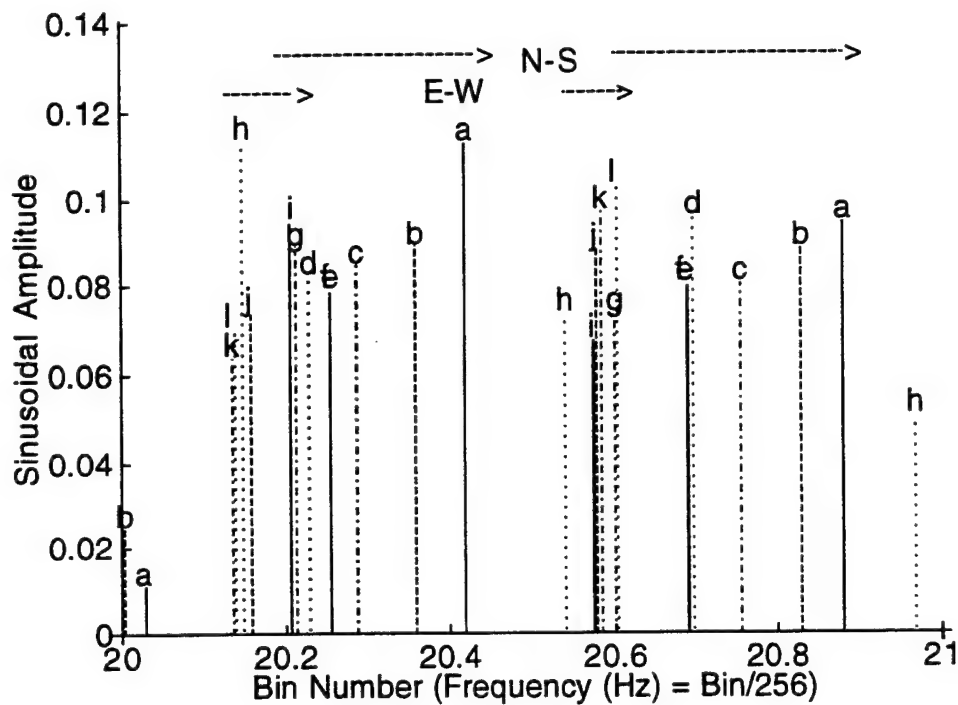 0.14
N-S
E-W
0.12
h
a
0.1
l
k
i
j
d
a
g
b
b
d
c
0.08
f
e
f
e
c
l
j
h
i
g
k
0.06
h
0.04
b
0.02
a
0
20
20.2
20.4
20.6
20.8
21
Sinusoidal Amplitude
Bin Number (Frequency (Hz) = Bin/256)